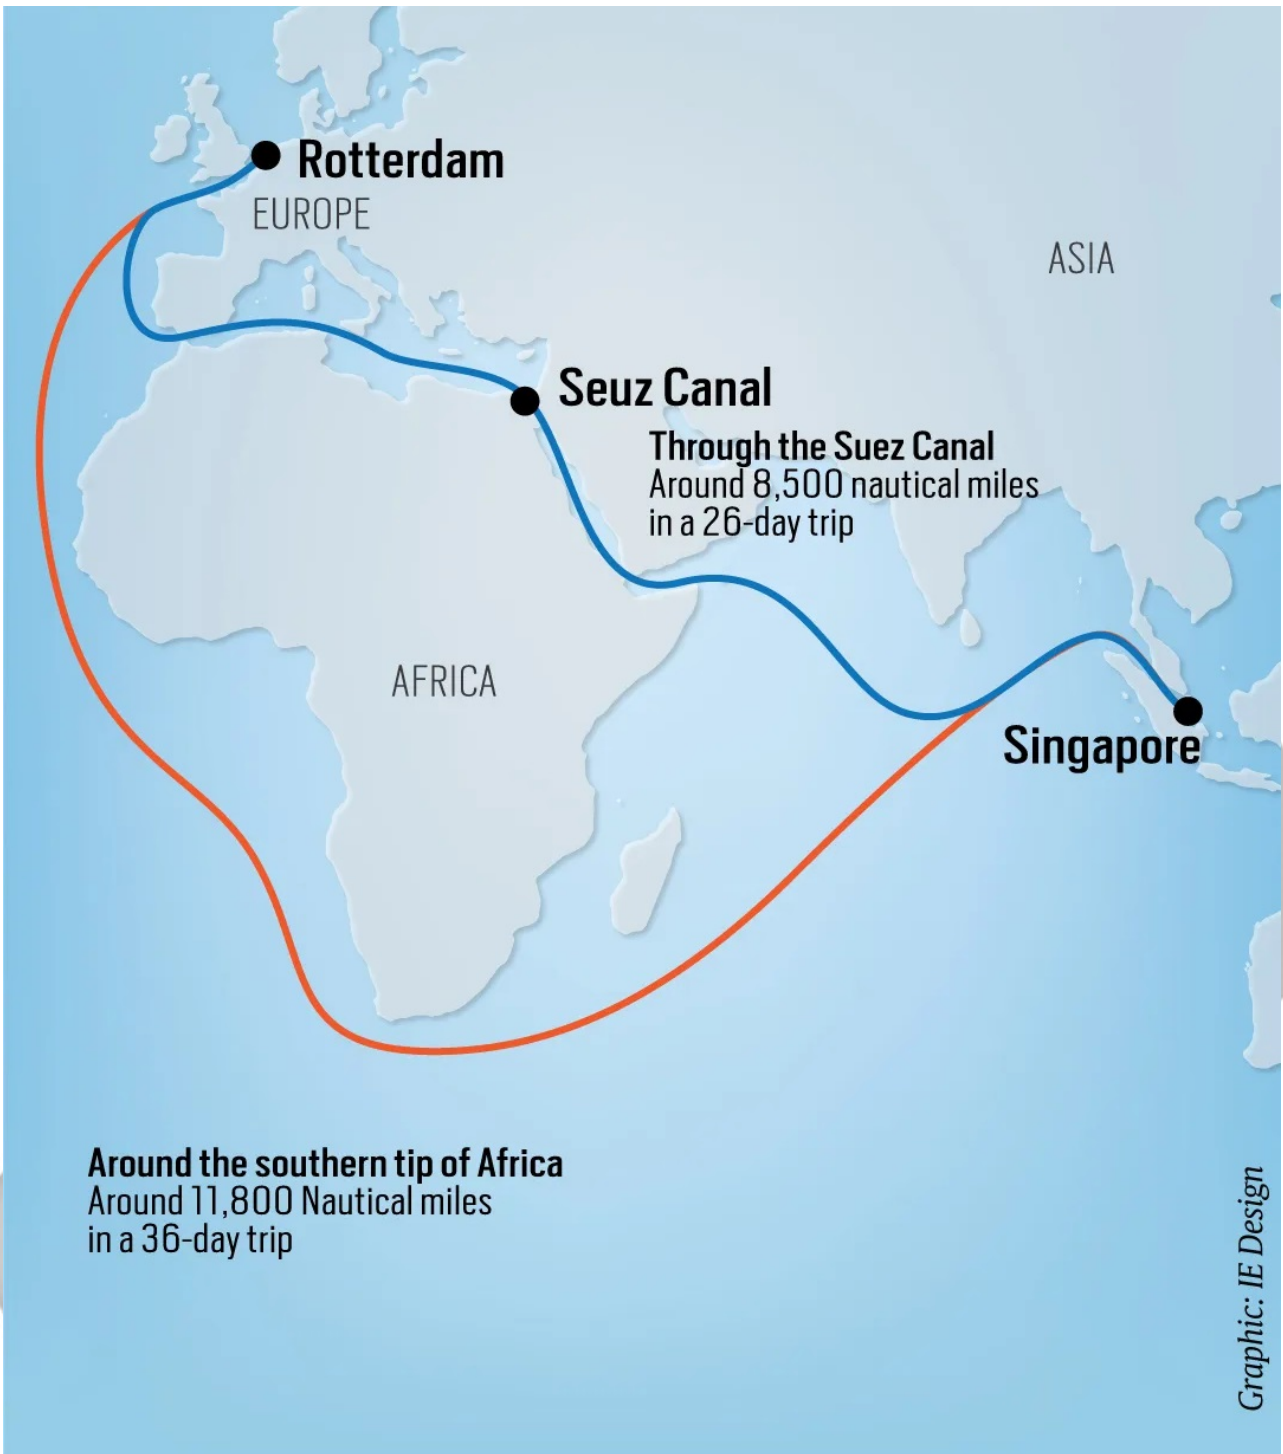 Rotterdam
EUROPE
ASIA
Seuz Canal
Through the Suez Canal
Around 8,500 nautical miles
in a 26-day trip
AFRICA
Singapore
Around the southern tip of Africa
Around 11,800 Nautical miles
in a 36-day trip
Graphic: IE Design